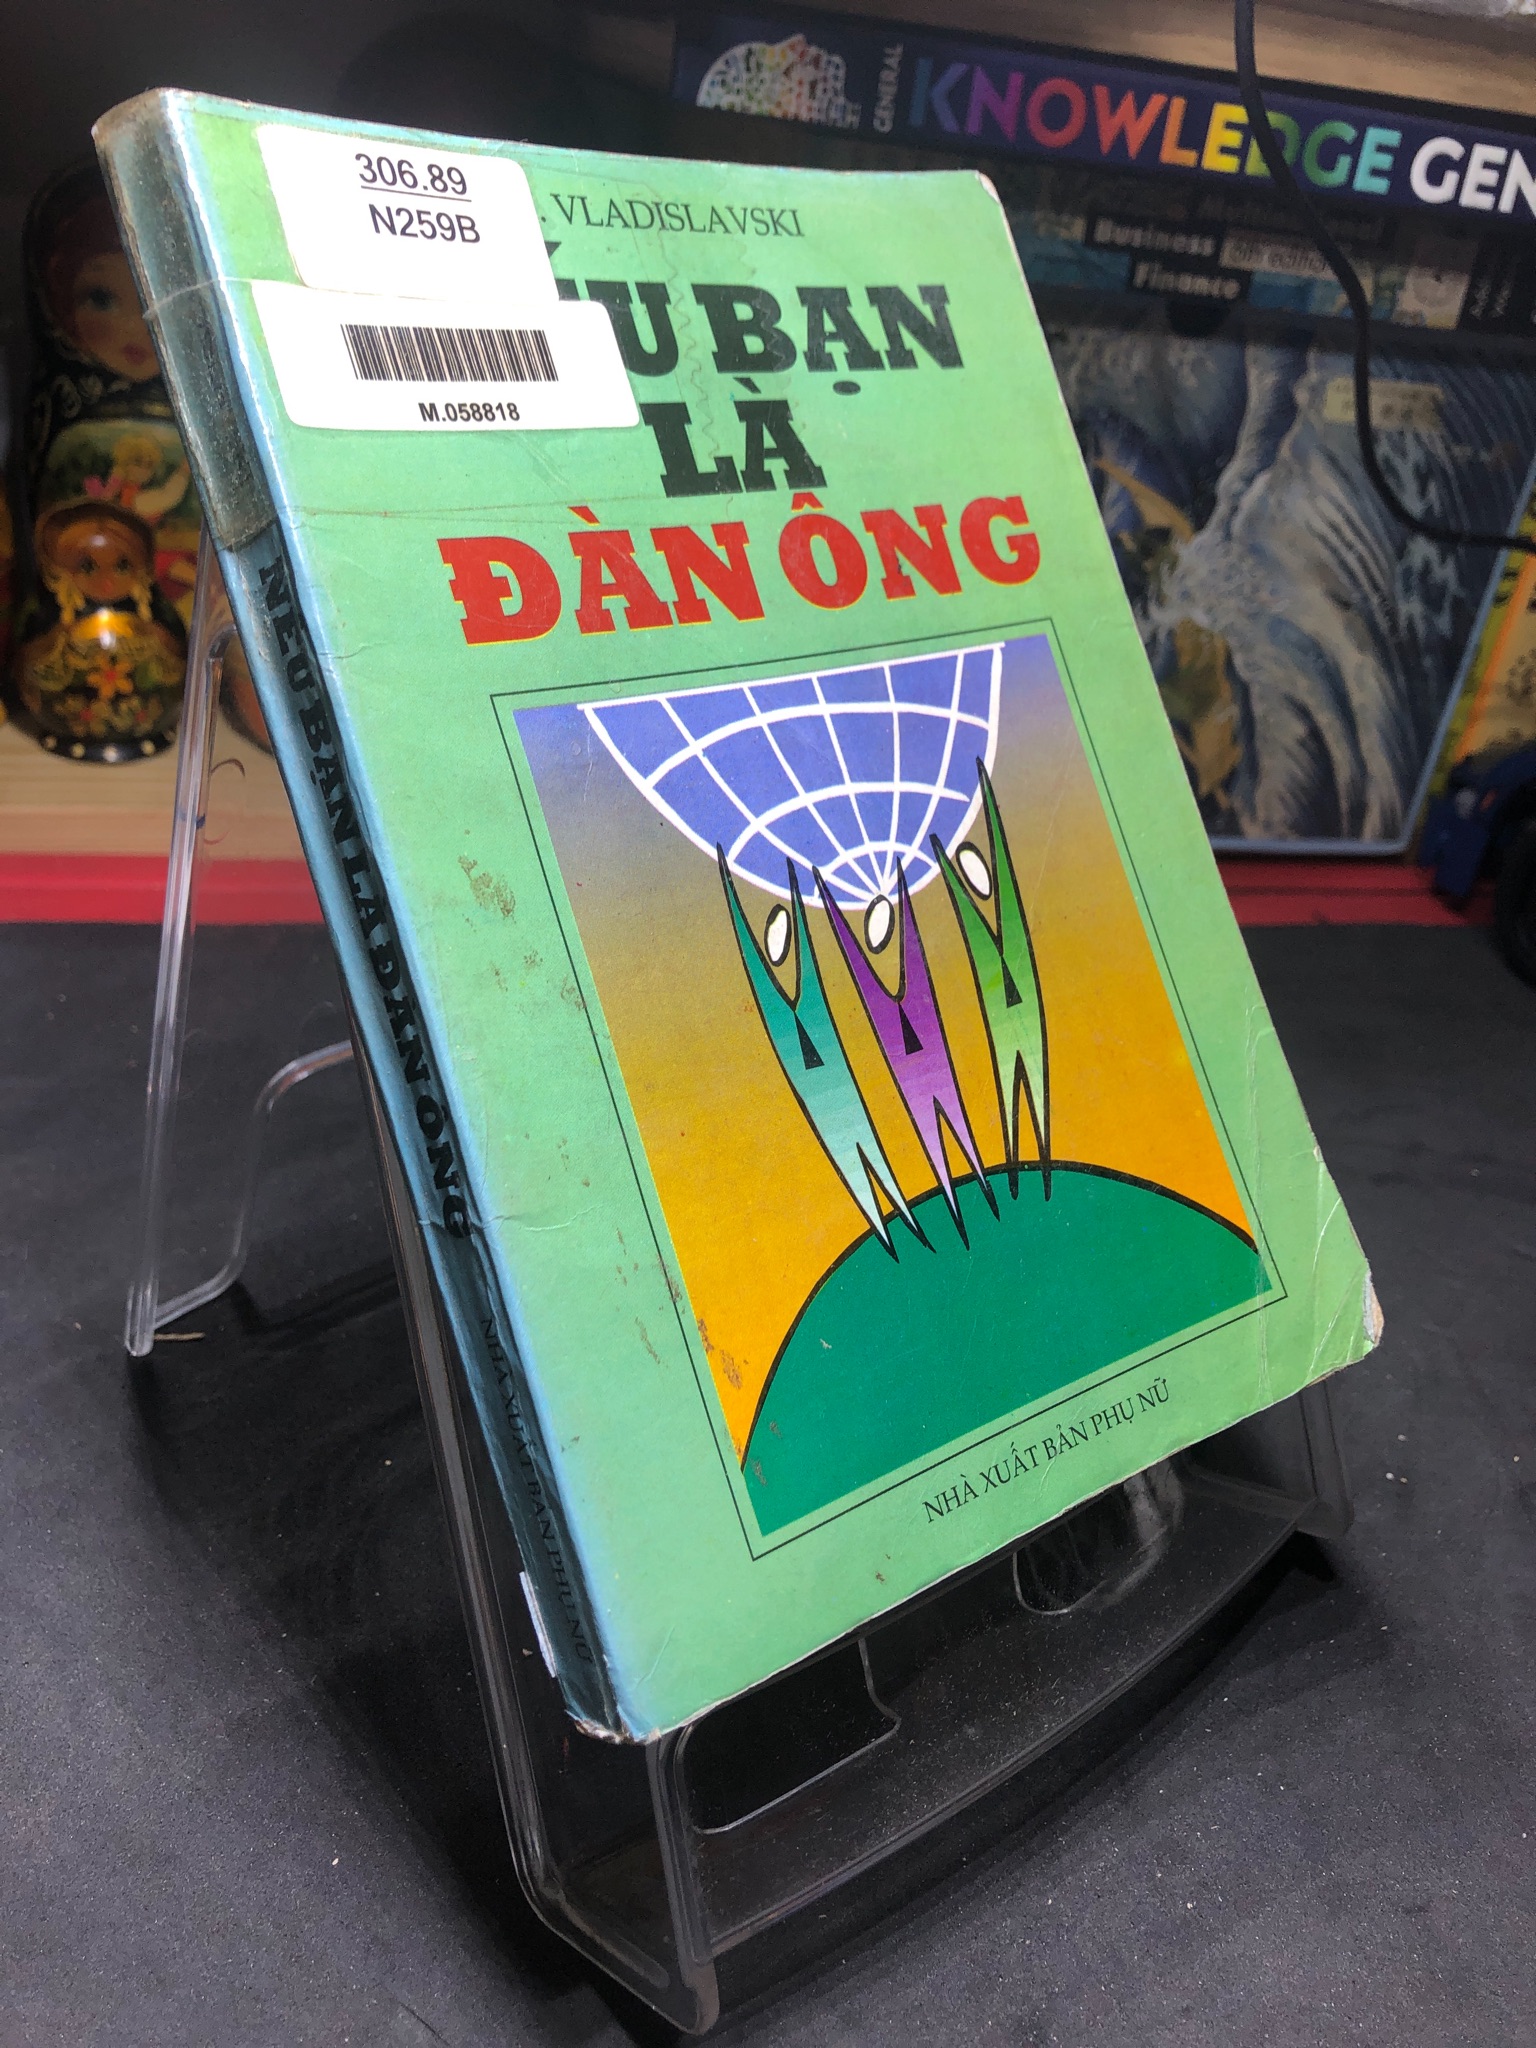 GENERAL
KNOWLEDGE GEN
Business
Finance
306.89
N259B
. VLADISLAVSKI
M.058818
ẾU BẠN
LÀ
ĐÀN ÔNG
NHÀ XUẤT BẢN PHỤ NỮ
NẾU BẠN LÀ ĐÀN ÔNG
NHÀ XUẤT BẢN PHỤ NỮ